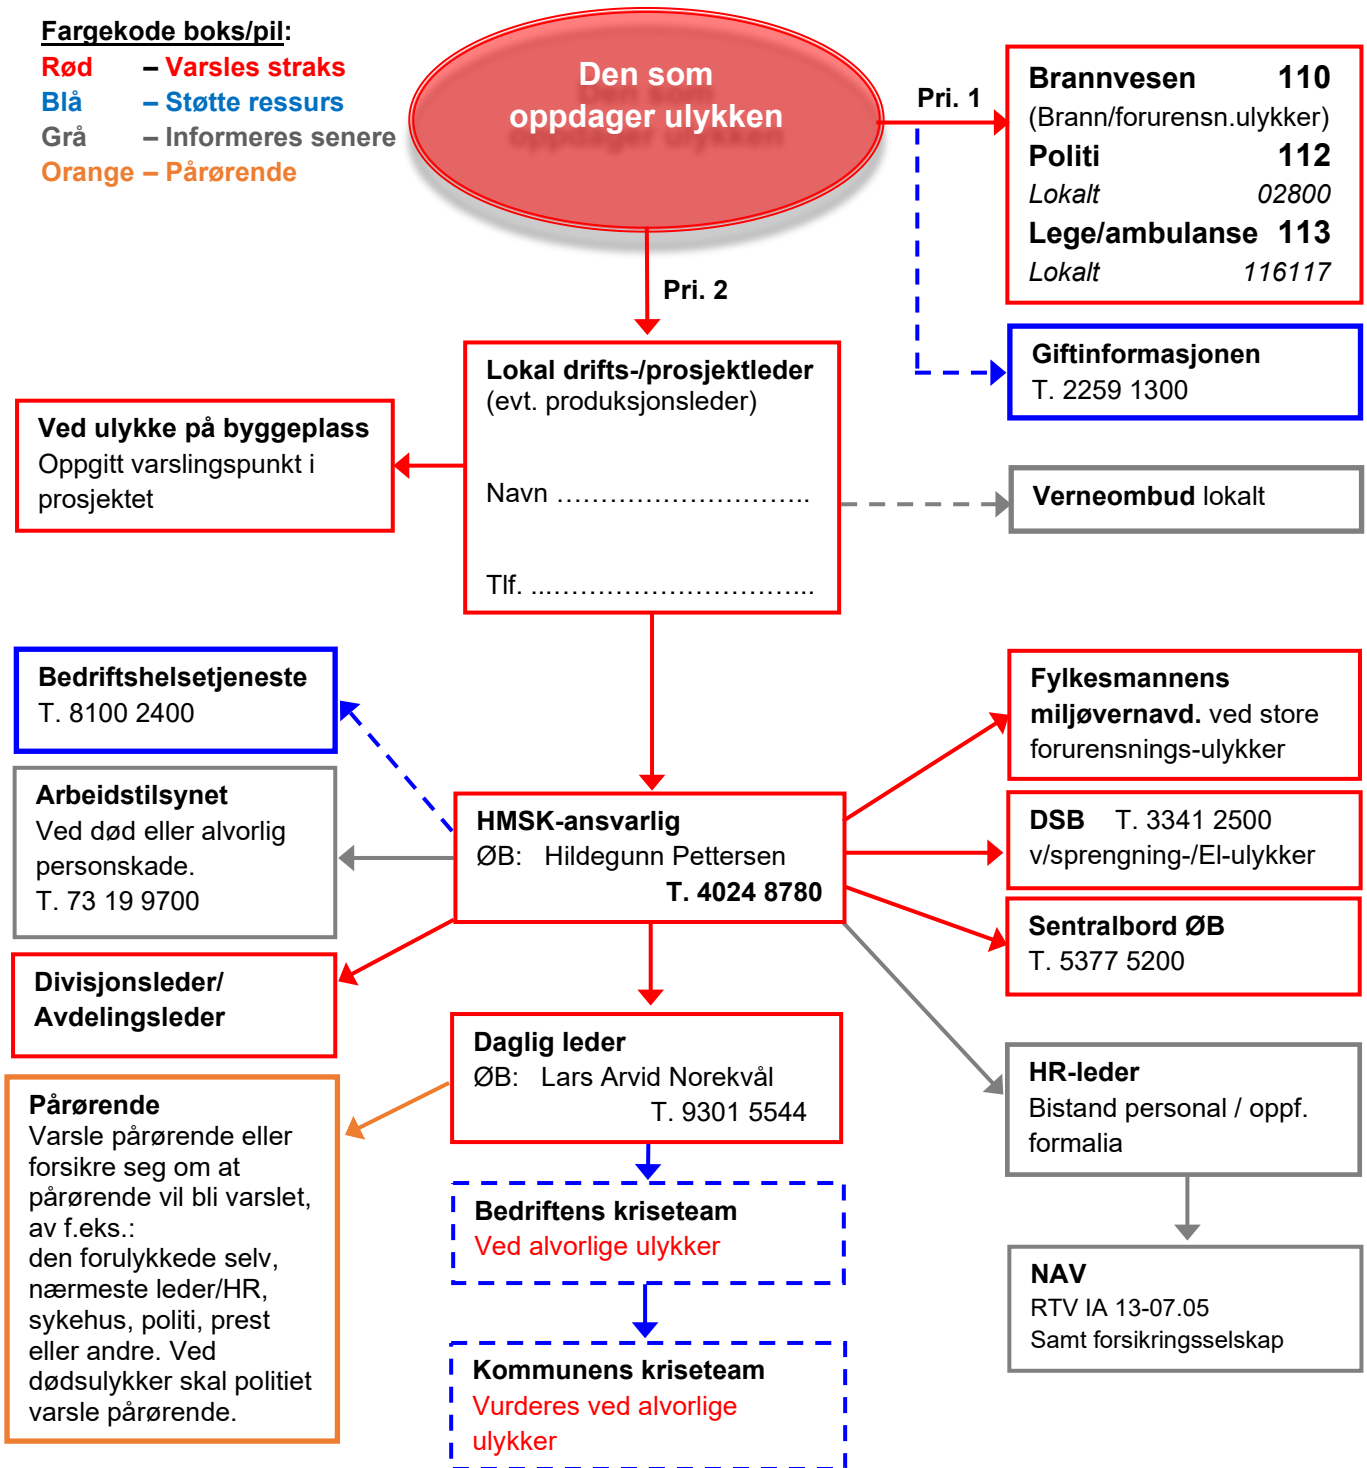 Fargekode boks/pil:
Rød – Varsles straks
Blå – Støtte ressurs
Grå – Informeres senere
Orange – Pårørende
Den som
oppdager ulykken
Pri. 1
Brannvesen 110
(Brann/forurensn.ulykker)
Politi 112
Lokalt 02800
Lege/ambulanse 113
Lokalt 116117
Pri. 2
Giftinformasjonen
T. 2259 1300
Lokal drifts-/prosjektleder
(evt. produksjonsleder)
Navn ………………………..
Tlf. ...…………………………...
Ved ulykke på byggeplass
Oppgitt varslingspunkt i
prosjektet
Verneombud lokalt
Bedriftshelsetjeneste
T. 8100 2400
Fylkesmannens
miljøvernavd. ved store
forurensnings-ulykker
Arbeidstilsynet
Ved død eller alvorlig
personskade.
T. 73 19 9700
HMSK-ansvarlig
ØB: Hildegunn Pettersen
T. 4024 8780
DSB T. 3341 2500
v/sprengning-/El-ulykker
Sentralbord ØB
T. 5377 5200
Divisjonsleder/
Avdelingsleder
Daglig leder
ØB: Lars Arvid Norekvål
T. 9301 5544
HR-leder
Bistand personal / oppf.
formalia
Pårørende
Varsle pårørende eller
forsikre seg om at
pårørende vil bli varslet,
av f.eks.:
den forulykkede selv,
nærmeste leder/HR,
sykehus, politi, prest
eller andre. Ved
dødsulykker skal politiet
varsle pårørende.
Bedriftens kriseteam
Ved alvorlige ulykker
NAV
RTV IA 13-07.05
Samt forsikringsselskap
Kommunens kriseteam
Vurderes ved alvorlige
ulykker